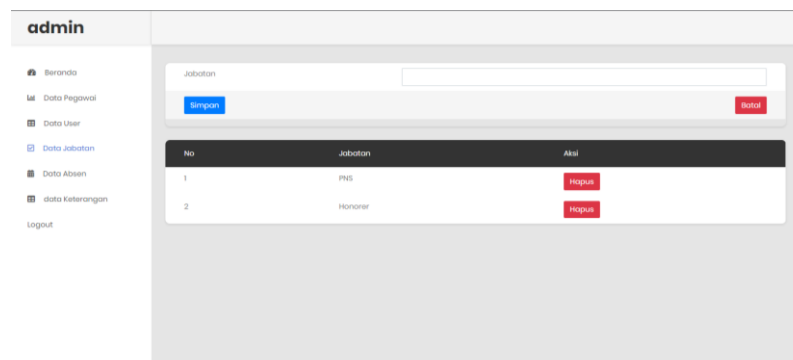 admin
Beranda
Data Pegawai
Data User
Data Jabatan
Data Absen
data Keterangan
Logout
Jabatan
Simpan Batal
No Jabatan Aksi
1 PNS Hapus
2 Honorer Hapus